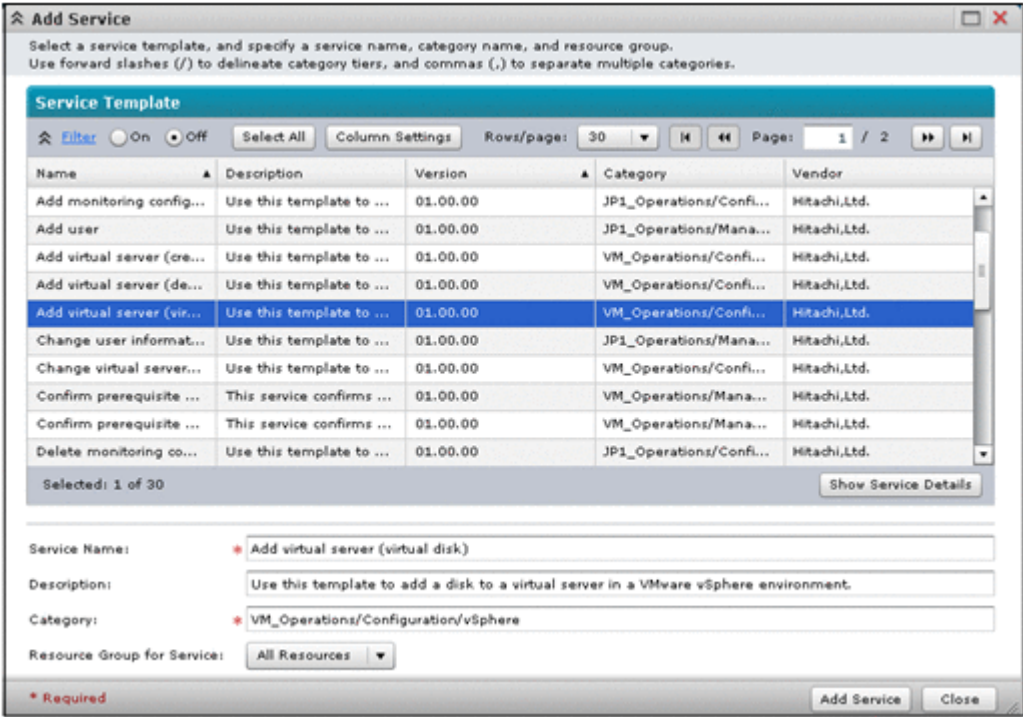 Add Service
Select a service template, and specify a service name, category name, and resource group.
Use forward slashes (/) to delineate category tiers, and commas (,) to separate multiple categories.
Service Template
Filter On Off Select All Column Settings Rows/page: 30 Page: 1 / 2
Name Description Version Category Vendor
Add monitoring config... Use this template to ... 01.00.00 JP1_Operations/Confi... Hitachi,Ltd.
Add user Use this template to ... 01.00.00 JP1_Operations/Mana... Hitachi,Ltd.
Add virtual server (cre... Use this template to ... 01.00.00 VM_Operations/Confi... Hitachi,Ltd.
Add virtual server (de... Use this template to ... 01.00.00 VM_Operations/Confi... Hitachi,Ltd.
Add virtual server (vir... Use this template to ... 01.00.00 VM_Operations/Confi... Hitachi,Ltd.
Change user informat... Use this template to ... 01.00.00 JP1_Operations/Mana... Hitachi,Ltd.
Change virtual server... Use this template to ... 01.00.00 VM_Operations/Confi... Hitachi,Ltd.
Confirm prerequisite ... This service confirms ... 01.00.00 VM_Operations/Mana... Hitachi,Ltd.
Confirm prerequisite ... This service confirms ... 01.00.00 VM_Operations/Mana... Hitachi,Ltd.
Delete monitoring co... Use this template to ... 01.00.00 JP1_Operations/Confi... Hitachi,Ltd.
Selected: 1 of 30 Show Service Details
Service Name: * Add virtual server (virtual disk)
Description: Use this template to add a disk to a virtual server in a VMware vSphere environment.
Category: * VM_Operations/Configuration/vSphere
Resource Group for Service: All Resources
* Required Add Service Close